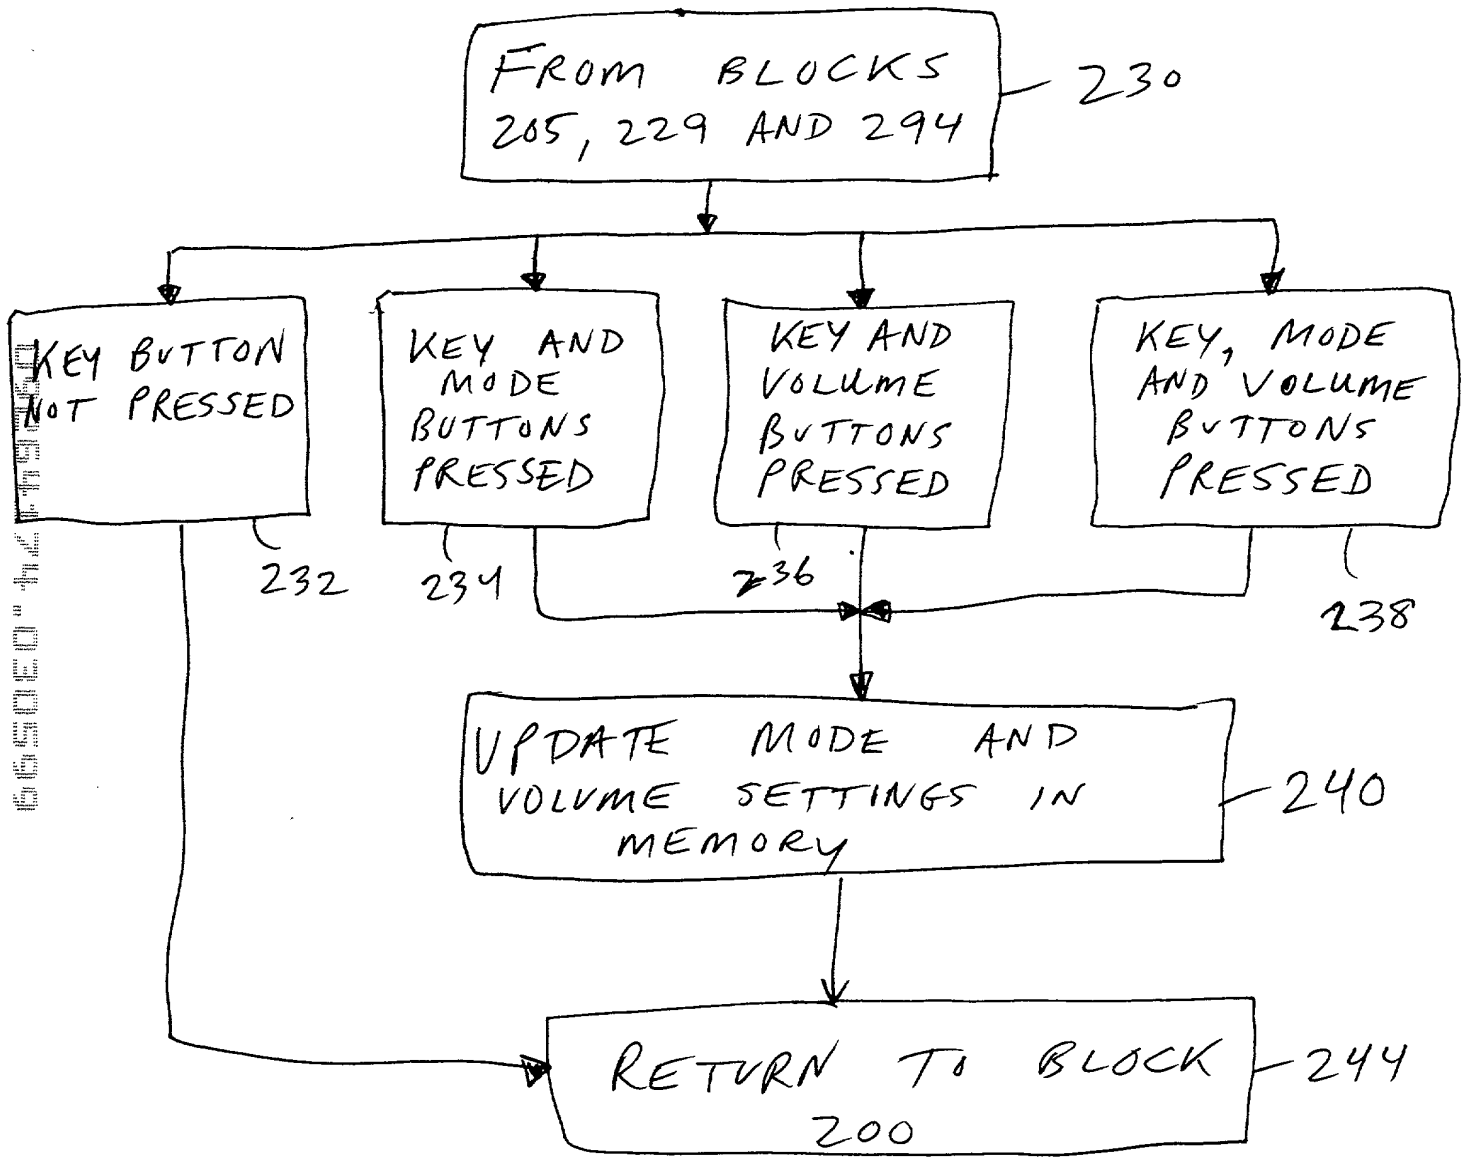 FROM BLOCKS
205, 229 AND 294
230
KEY BUTTON
NOT PRESSED
232
KEY AND
MODE
BUTTONS
PRESSED
234
KEY AND
VOLUME
BUTTONS
PRESSED
236
KEY, MODE
AND VOLUME
BUTTONS
PRESSED
238
UPDATE MODE AND
VOLUME SETTINGS IN
MEMORY
240
RETURN TO BLOCK
200
244